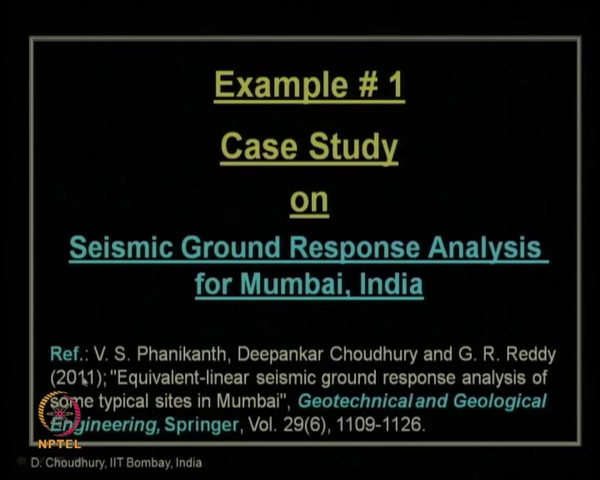 Example # 1
Case Study
on
Seismic Ground Response Analysis
for Mumbai, India
Ref.: V. S. Phanikanth, Deepankar Choudhury and G. R. Reddy
(2011); "Equivalent-linear seismic ground response analysis of
some typical sites in Mumbai", Geotechnical and Geological
Engineering, Springer, Vol. 29(6), 1109-1126.
NPTEL
D. Choudhury, IIT Bombay, India